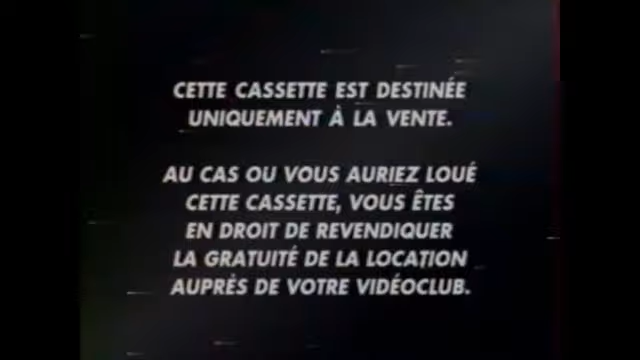 CETTE CASSETTE EST DESTINÉE
UNIQUEMENT À LA VENTE.
AU CAS OU VOUS AURIEZ LOUÉ
CETTE CASSETTE, VOUS ÊTES
EN DROIT DE REVENDIQUER
LA GRATUITÉ DE LA LOCATION
AUPRÈS DE VOTRE VIDÉOCLUB.